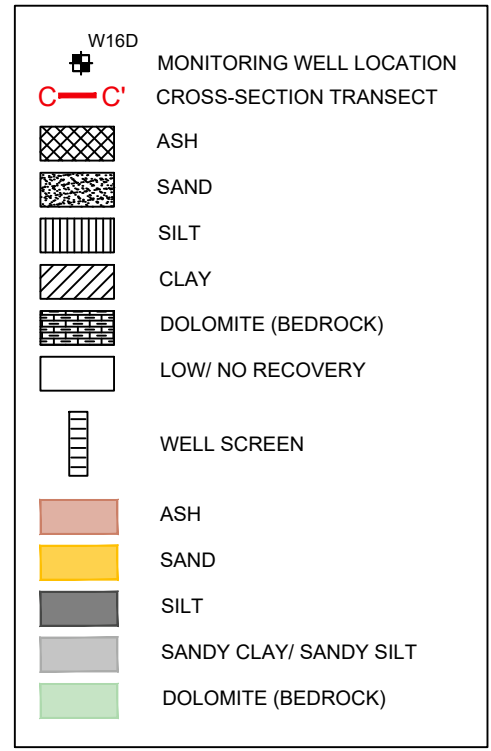 W16D
MONITORING WELL LOCATION
C C' CROSS-SECTION TRANSECT
ASH
SAND
SILT
CLAY
DOLOMITE (BEDROCK)
LOW/ NO RECOVERY
WELL SCREEN
ASH
SAND
SILT
SANDY CLAY/ SANDY SILT
DOLOMITE (BEDROCK)